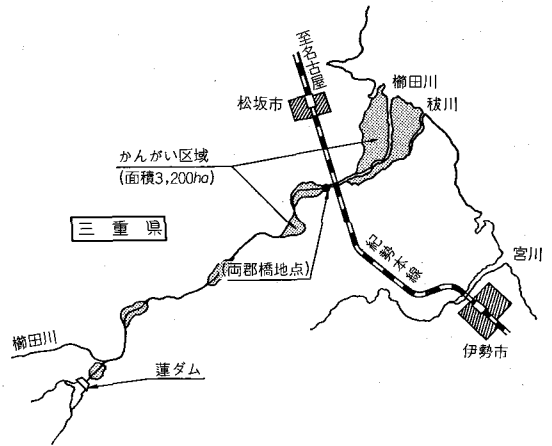 至名古屋
櫛田川
祓川
松坂市
かんがい区域
(面積3,200ha)
三重県
(両郡橋地点)
紀勢本線
宮川
伊勢市
櫛田川
蓮ダム